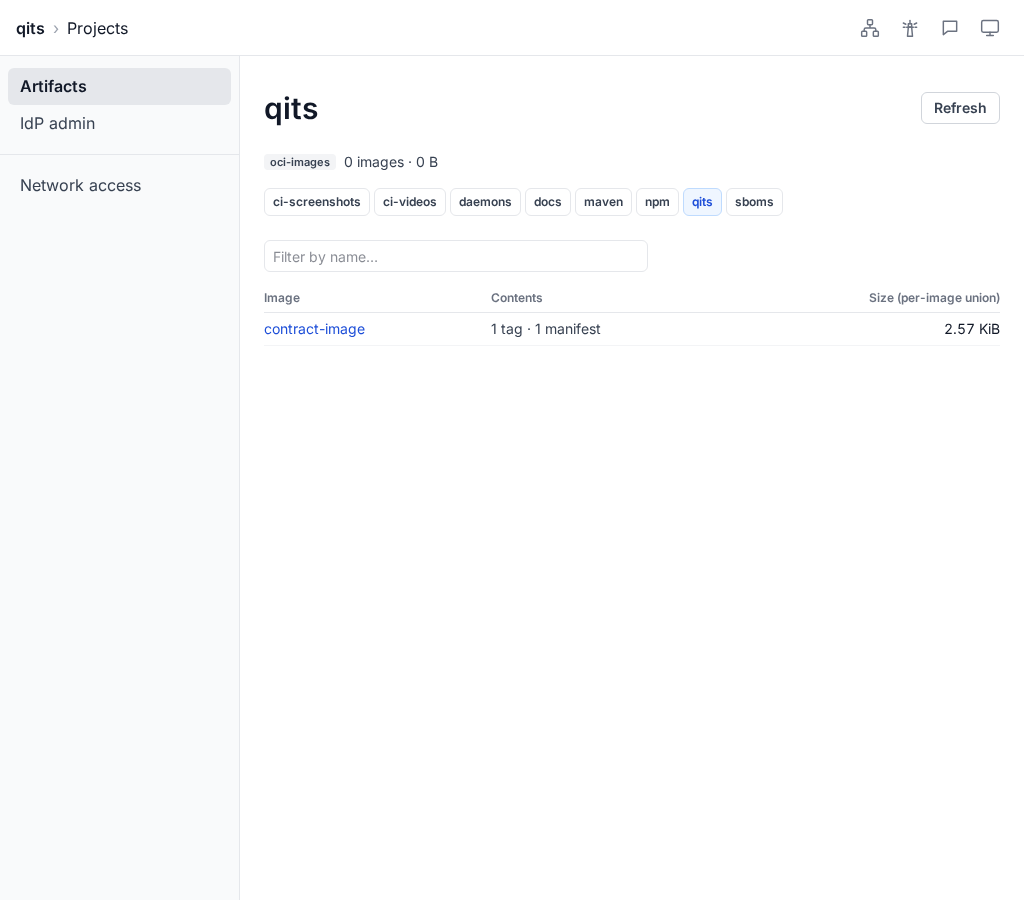 qits › Projects
Artifacts
IdP admin
Network access
qits
Refresh
oci-images 0 images · 0 B
ci-screenshots ci-videos daemons docs maven npm qits sboms
Filter by name...
Image Contents Size (per-image union)
contract-image 1 tag · 1 manifest 2.57 KiB